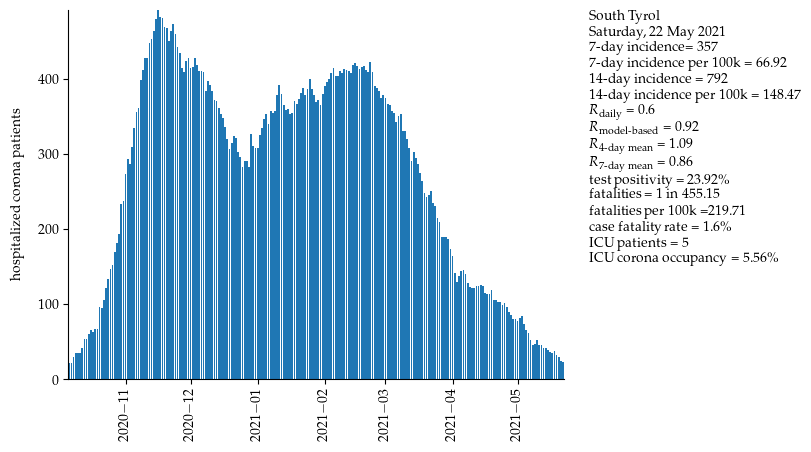 South Tyrol
Saturday, 22 May 2021
7-day incidence= 357
7-day incidence per 100k = 66.92
14-day incidence = 792
14-day incidence per 100k = 148.47
R daily = 0.6
R model-based = 0.92
R 4-day mean = 1.09
R 7-day mean = 0.86
test positivity = 23.92%
fatalities = 1 in 455.15
fatalities per 100k =219.71
case fatality rate = 1.6%
ICU patients = 5
ICU corona occupancy = 5.56%
hospitalized corona patients
400
300
200
100
0
2020−11
2020−12
2021−01
2021−02
2021−03
2021−04
2021−05